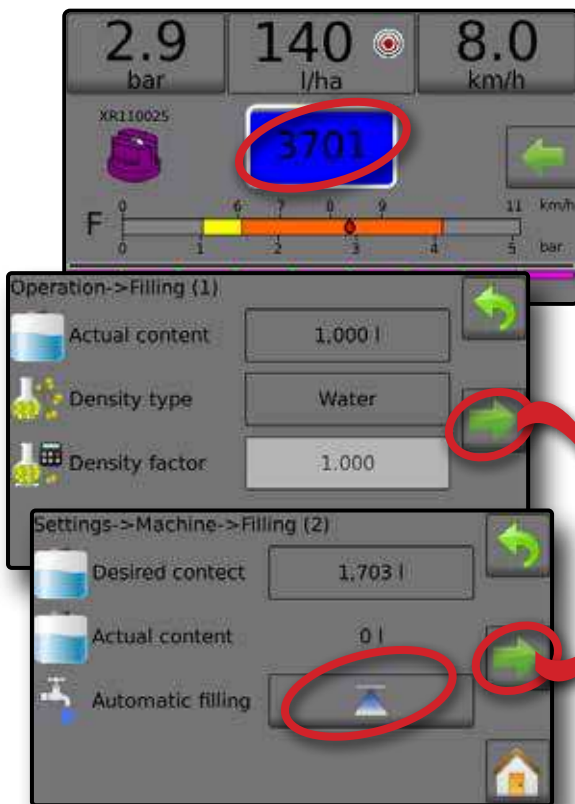 2.9 140 8.0
bar l/ha km/h
XR110025
3701
0 6 7 8 9 11 km/h
F
0 1 2 3 4 5 bar
Operation->Filling (1)
Actual content 1,000 l
Density type Water
Density factor 1.000
Settings->Machine->Filling (2)
Desired contect 1,703 l
Actual content 0 l
Automatic filling